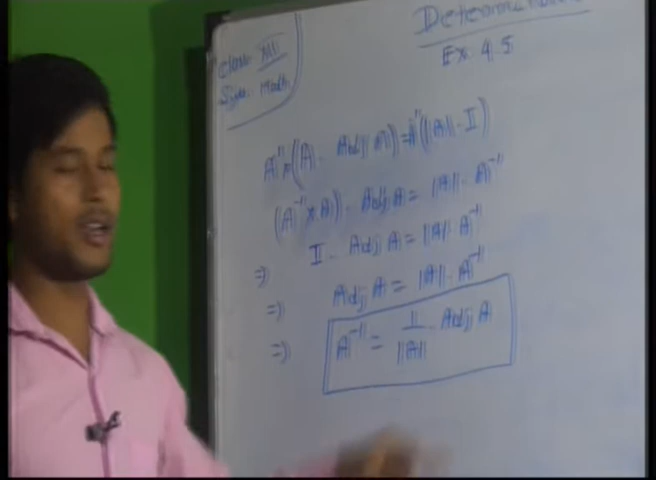 Class XII
Sub: Math
Determinants
Ex. 4.5
A⁻¹ × (A · Adj A) = A⁻¹ (|A| · I)
(A⁻¹ × A) · Adj A = |A| · A⁻¹
=> I · Adj A = |A| A⁻¹
=> Adj A = |A| · A⁻¹
=> A⁻¹ = 1/|A| · Adj A